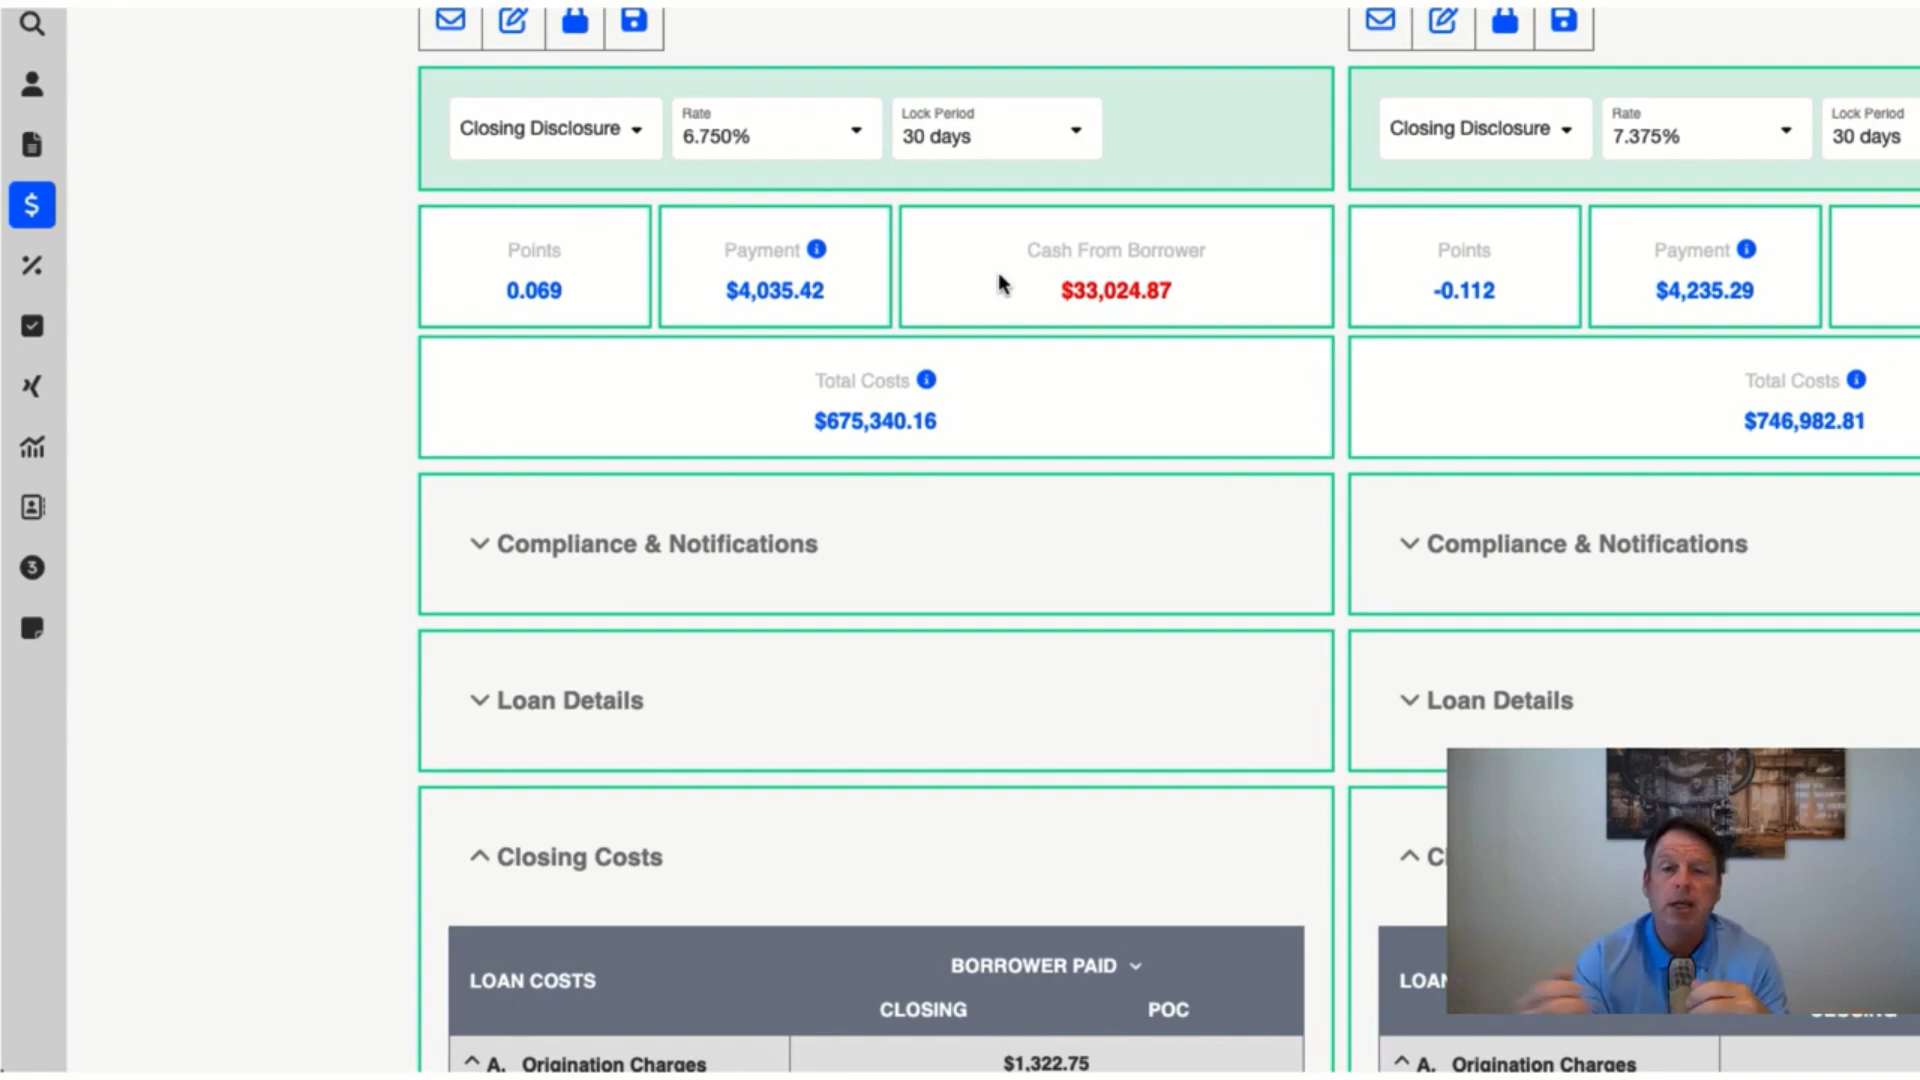 Closing Disclosure
Rate
6.750%
Lock Period
30 days
Points
0.069
Payment
$4,035.42
Cash From Borrower
$33,024.87
Total Costs
$675,340.16
Compliance & Notifications
Loan Details
Closing Costs
LOAN COSTS
BORROWER PAID
CLOSING
POC
A. Origination Charges
$1,322.75
Closing Disclosure
Rate
7.375%
Lock Period
30 days
Points
-0.112
Payment
$4,235.29
Total Costs
$746,982.81
Compliance & Notifications
Loan Details
A. Origination Charges
3